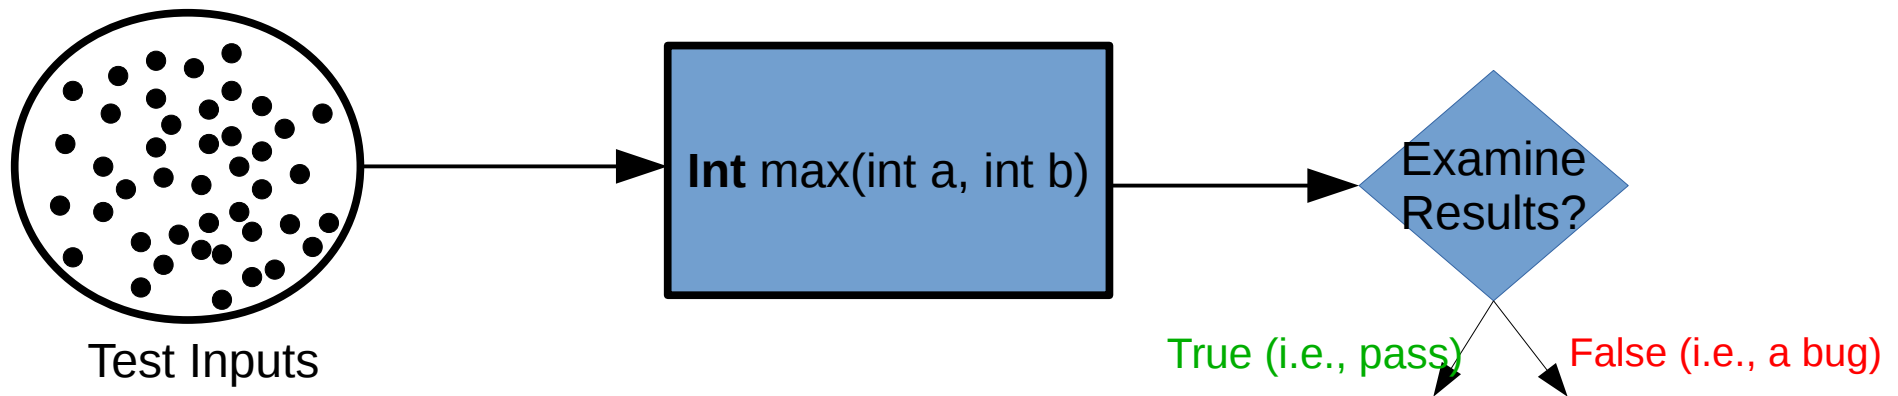 Test Inputs
Int max(int a, int b)
Examine
Results?
True (i.e., pass)
False (i.e., a bug)